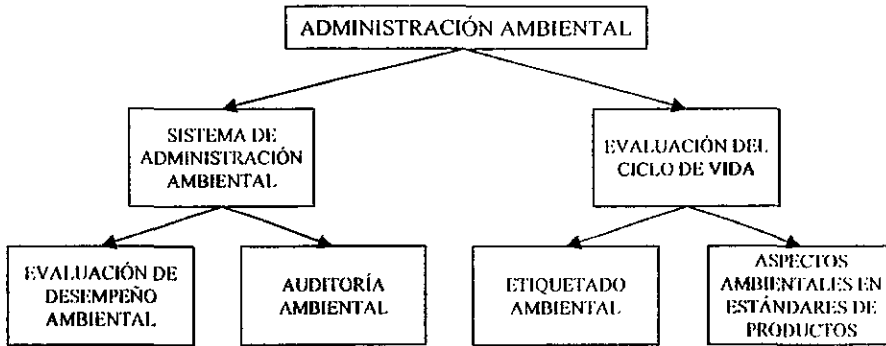 ADMINISTRACIÓN AMBIENTAL
SISTEMA DE
ADMINISTRACIÓN
AMBIENTAL
EVALUACIÓN DEL
CICLO DE VIDA
EVALUACIÓN DE
DESEMPEÑO
AMBIENTAL
AUDITORÍA
AMBIENTAL
ETIQUETADO
AMBIENTAL
ASPECTOS
AMBIENTALES EN
ESTÁNDARES DE
PRODUCTOS